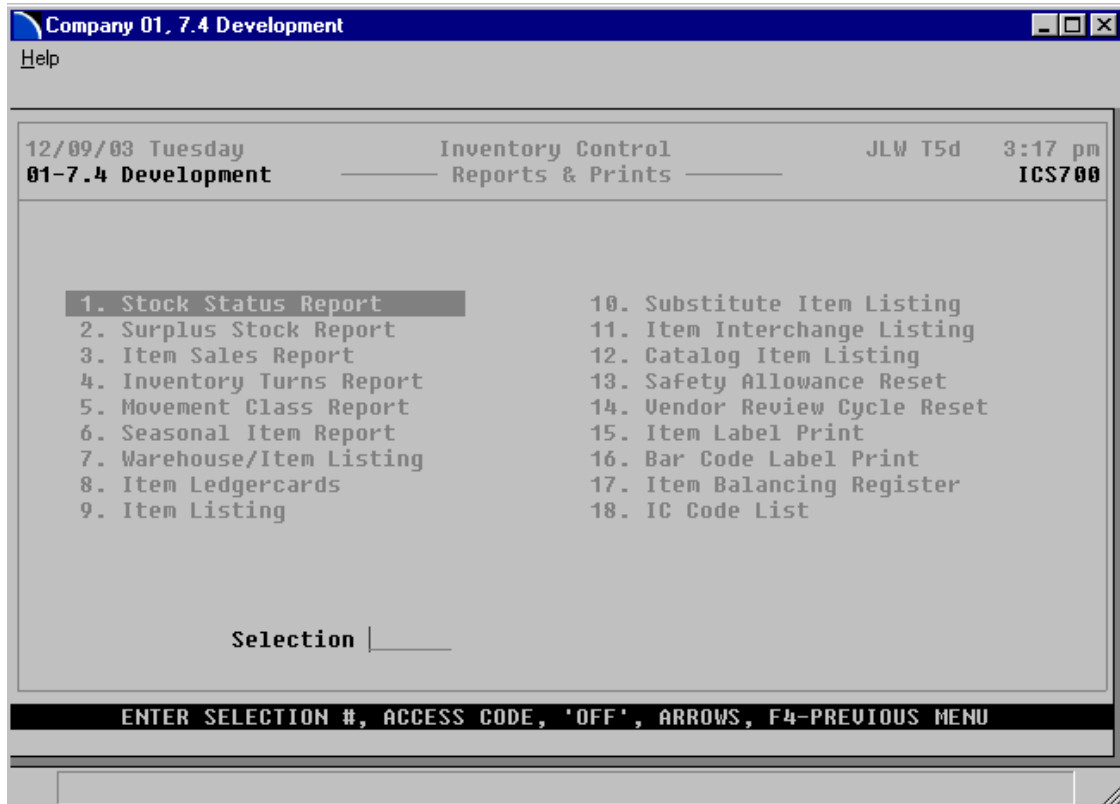 Company 01, 7.4 Development
Help
12/09/03 Tuesday Inventory Control JLW T5d 3:17 pm
01-7.4 Development Reports & Prints ICS700
1. Stock Status Report
2. Surplus Stock Report
3. Item Sales Report
4. Inventory Turns Report
5. Movement Class Report
6. Seasonal Item Report
7. Warehouse/Item Listing
8. Item Ledgercards
9. Item Listing
10. Substitute Item Listing
11. Item Interchange Listing
12. Catalog Item Listing
13. Safety Allowance Reset
14. Vendor Review Cycle Reset
15. Item Label Print
16. Bar Code Label Print
17. Item Balancing Register
18. IC Code List
Selection
ENTER SELECTION #, ACCESS CODE, 'OFF', ARROWS, F4-PREVIOUS MENU